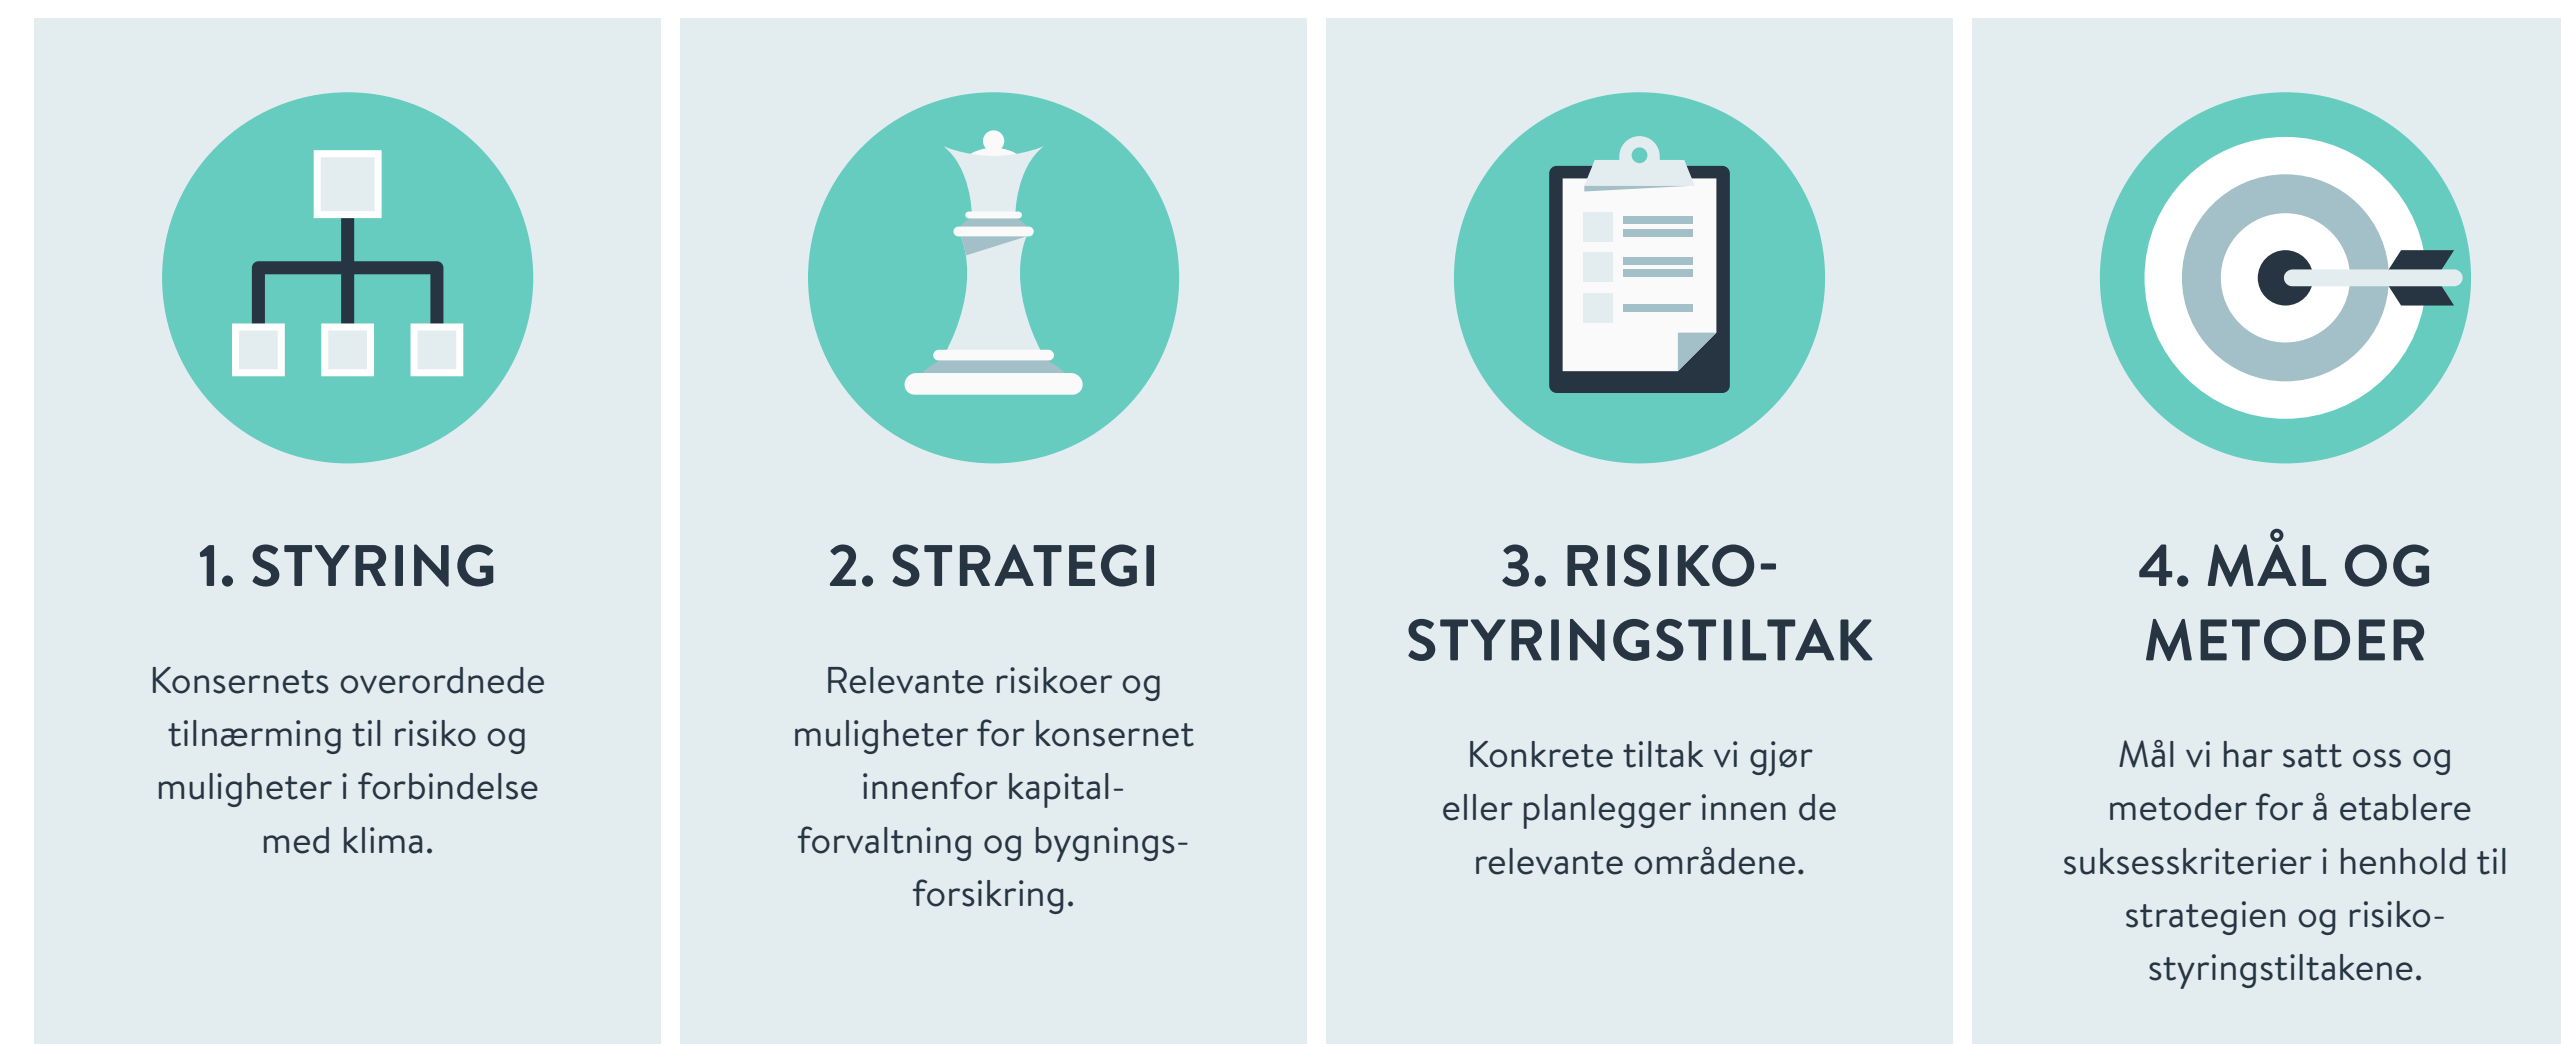 1. STYRING
Konsernets overordnede
tilnærming til risiko og
muligheter i forbindelse
med klima.
2. STRATEGI
Relevante risikoer og
muligheter for konsernet
innenfor kapital-
forvaltning og bygnings-
forsikring.
3. RISIKO-
STYRINGSTILTAK
Konkrete tiltak vi gjør
eller planlegger innen de
relevante områdene.
4. MÅL OG
METODER
Mål vi har satt oss og
metoder for å etablere
suksesskriterier i henhold til
strategien og risiko-
styringstiltakene.